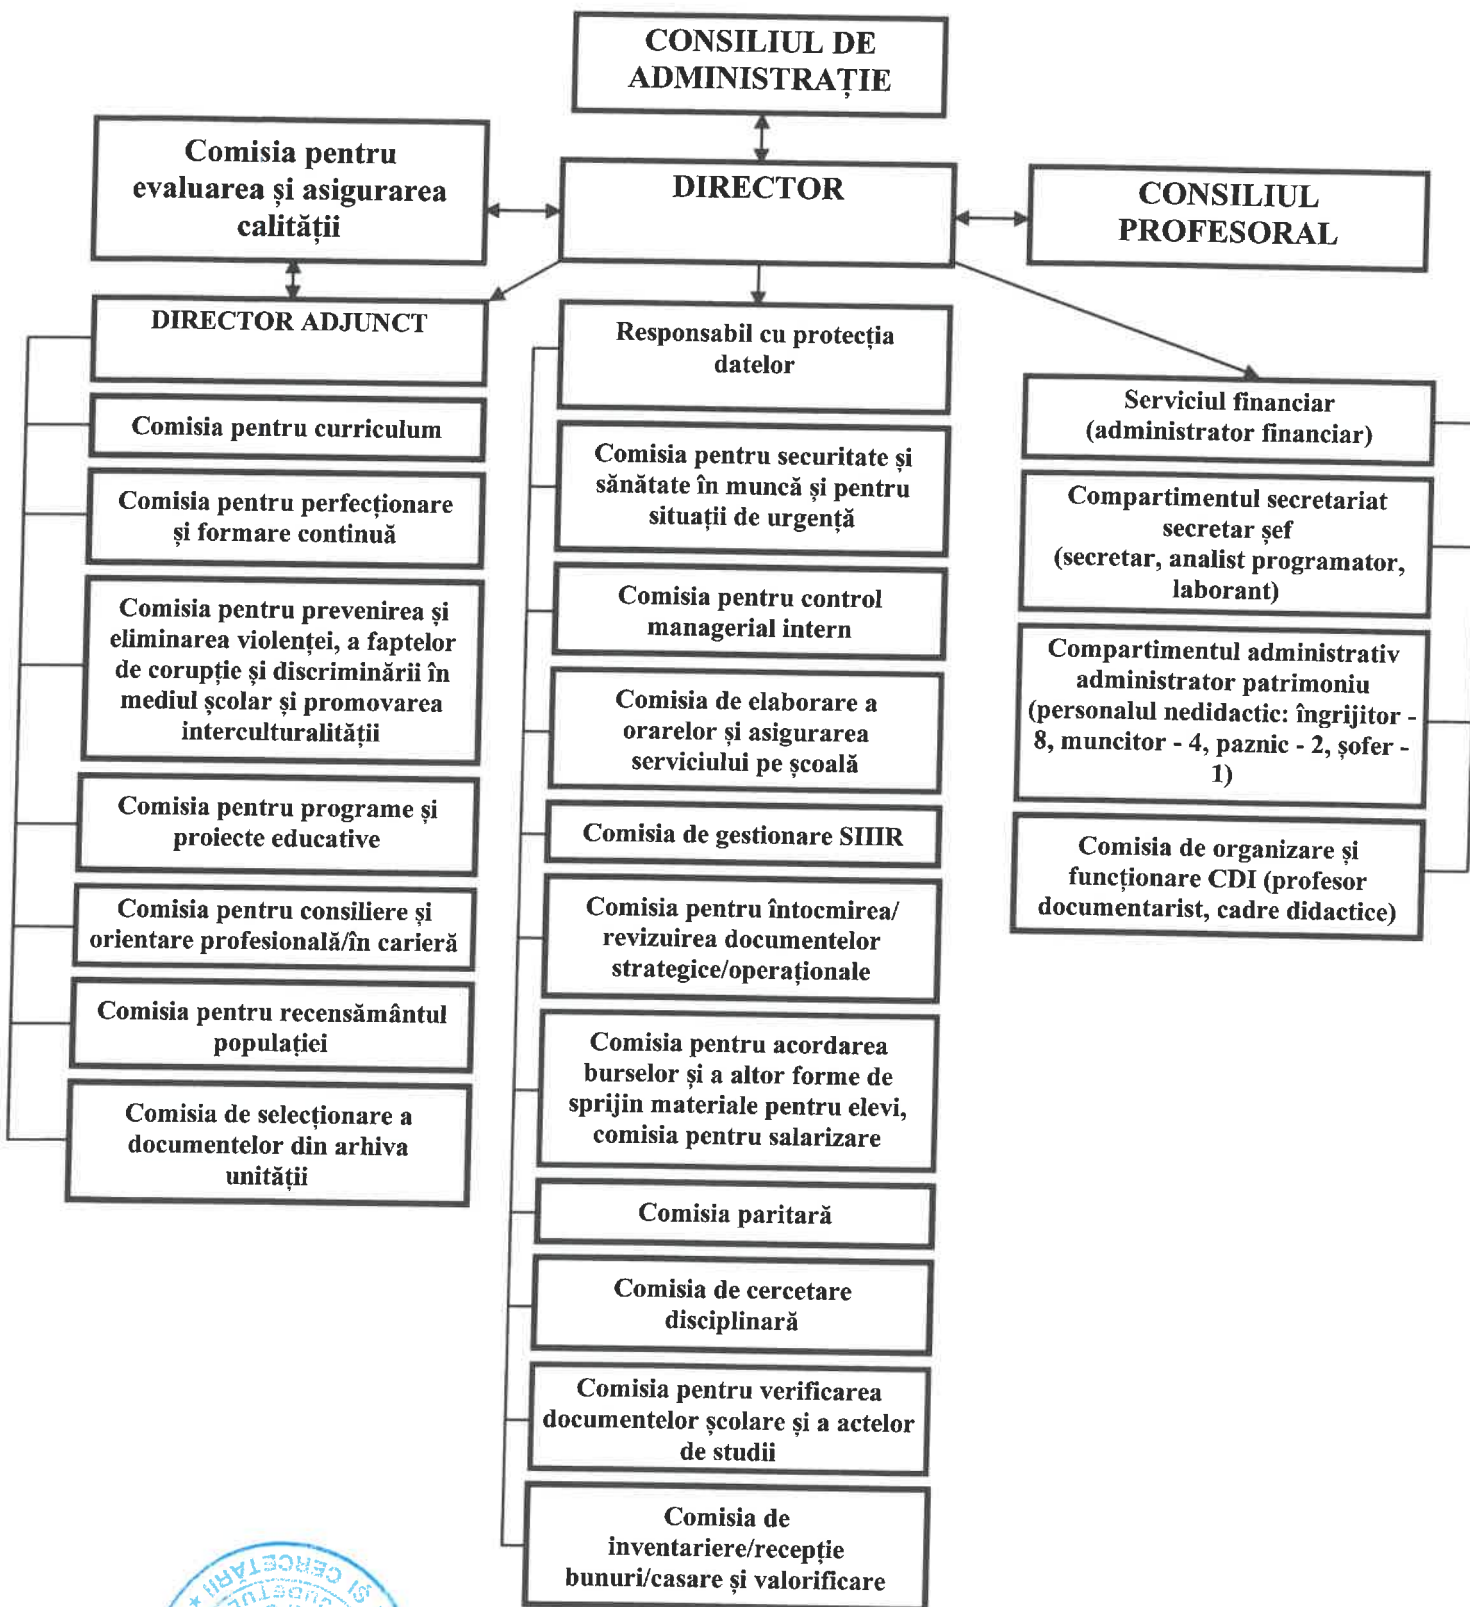 CONSILIUL DE
ADMINISTRAȚIE
Comisia pentru
evaluarea și asigurarea
calității
DIRECTOR
CONSILIUL
PROFESORAL
DIRECTOR ADJUNCT
Comisia pentru curriculum
Comisia pentru perfecționare
și formare continuă
Comisia pentru prevenirea și
eliminarea violenței, a faptelor
de corupție și discriminării în
mediul școlar și promovarea
interculturalității
Comisia pentru programe și
proiecte educative
Comisia pentru consiliere și
orientare profesională/în carieră
Comisia pentru recensământul
populației
Comisia de selecționare a
documentelor din arhiva
unității
Responsabil cu protecția
datelor
Comisia pentru securitate și
sănătate în muncă și pentru
situații de urgență
Comisia pentru control
managerial intern
Comisia de elaborare a
orarelor și asigurarea
serviciului pe școală
Comisia de gestionare SIIIR
Comisia pentru întocmirea/
revizuirea documentelor
strategice/operaționale
Comisia pentru acordarea
burselor și a altor forme de
sprijin materiale pentru elevi,
comisia pentru salarizare
Comisia paritară
Comisia de cercetare
disciplinară
Comisia pentru verificarea
documentelor școlare și a actelor
de studii
Comisia de
inventariere/recepție
bunuri/casare și valorificare
Serviciul financiar
(administrator financiar)
Compartimentul secretariat
secretar șef
(secretar, analist programator,
laborant)
Compartimentul administrativ
administrator patrimoniu
(personalul nedidactic: îngrijitor -
8, muncitor - 4, paznic - 2, șofer -
1)
Comisia de organizare și
funcționare CDI (profesor
documentarist, cadre didactice)
ȘI CERCETĂRII